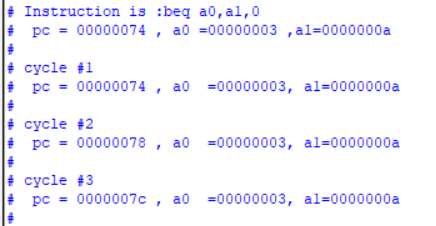 # Instruction is :beq a0,a1,0
#  pc = 00000074 , a0 =00000003 ,a1=0000000a
#
# cycle #1
#  pc = 00000074 , a0  =00000003, a1=0000000a
#
# cycle #2
#  pc = 00000078 , a0  =00000003, a1=0000000a
#
# cycle #3
#  pc = 0000007c , a0  =00000003, a1=0000000a
#